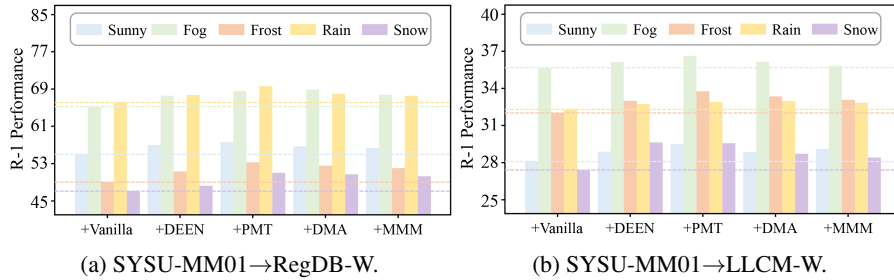 R-1 Performance
85
77
69
61
53
45
Sunny Fog Frost Rain Snow
+Vanilla +DEEN +PMT +DMA +MMM
(a) SYSU-MM01→RegDB-W.
R-1 Performance
40
37
34
31
28
25
Sunny Fog Frost Rain Snow
+Vanilla +DEEN +PMT +DMA +MMM
(b) SYSU-MM01→LLCM-W.